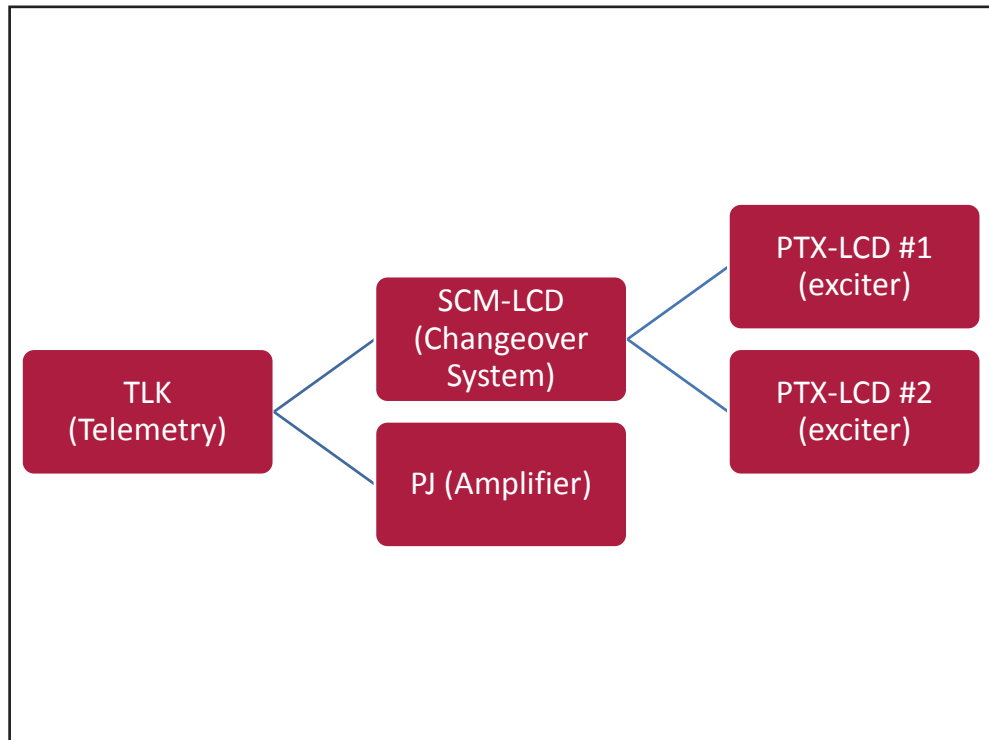 TLK
(Telemetry)
SCM-LCD
(Changeover
System)
PJ (Amplifier)
PTX-LCD #1
(exciter)
PTX-LCD #2
(exciter)